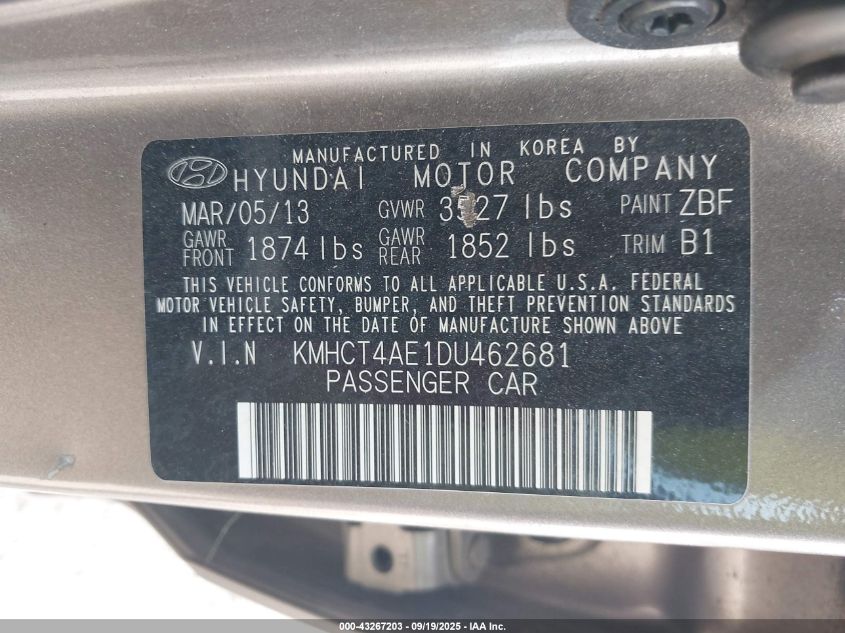 MANUFACTURED IN KOREA BY
HYUNDAI MOTOR COMPANY
MAR/05/13 GVWR 3527 lbs PAINT ZBF
GAWR FRONT 1874 lbs GAWR REAR 1852 lbs TRIM B1
THIS VEHICLE CONFORMS TO ALL APPLICABLE U.S.A. FEDERAL
MOTOR VEHICLE SAFETY, BUMPER, AND THEFT PREVENTION STANDARDS
IN EFFECT ON THE DATE OF MANUFACTURE SHOWN ABOVE
V.I.N KMHCT4AE1DU462681
PASSENGER CAR
000-43267203 - 09/19/2025 - IAA Inc.